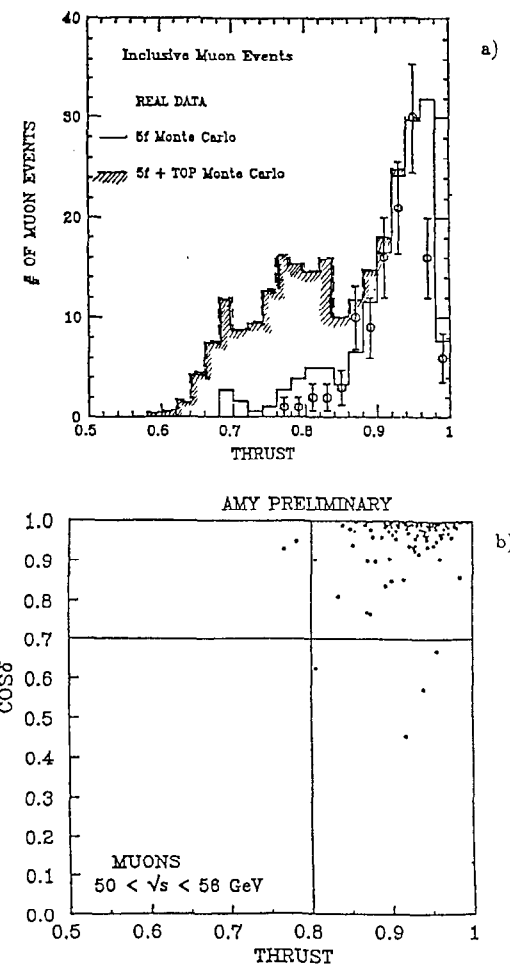 a)
40
30
20
10
0
# OF MUON EVENTS
Inclusive Muon Events
REAL DATA
5f Monte Carlo
5f + TOP Monte Carlo
0.5 0.6 0.7 0.8 0.9 1
THRUST
AMY PRELIMINARY
b)
1.0
0.9
0.8
0.7
0.6
0.5
0.4
0.3
0.2
0.1
0.0
COSδ
MUONS
50 < √s < 56 GeV
0.5 0.6 0.7 0.8 0.9 1
THRUST